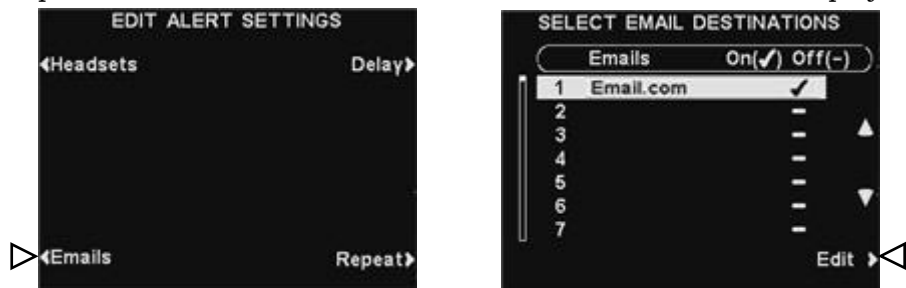 EDIT ALERT SETTINGS
Headsets Delay
Emails Repeat
SELECT EMAIL DESTINATIONS
Emails On(✓) Off(-)
1 Email.com ✓
2 -
3 -
4 -
5 -
6 -
7 -
Edit